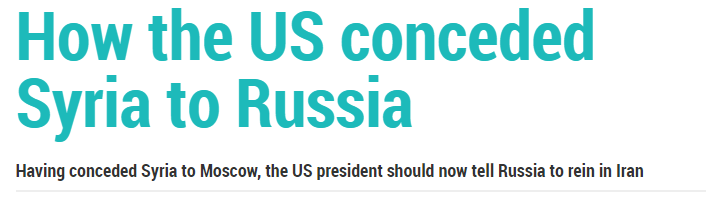 How the US conceded
Syria to Russia
Having conceded Syria to Moscow, the US president should now tell Russia to rein in Iran